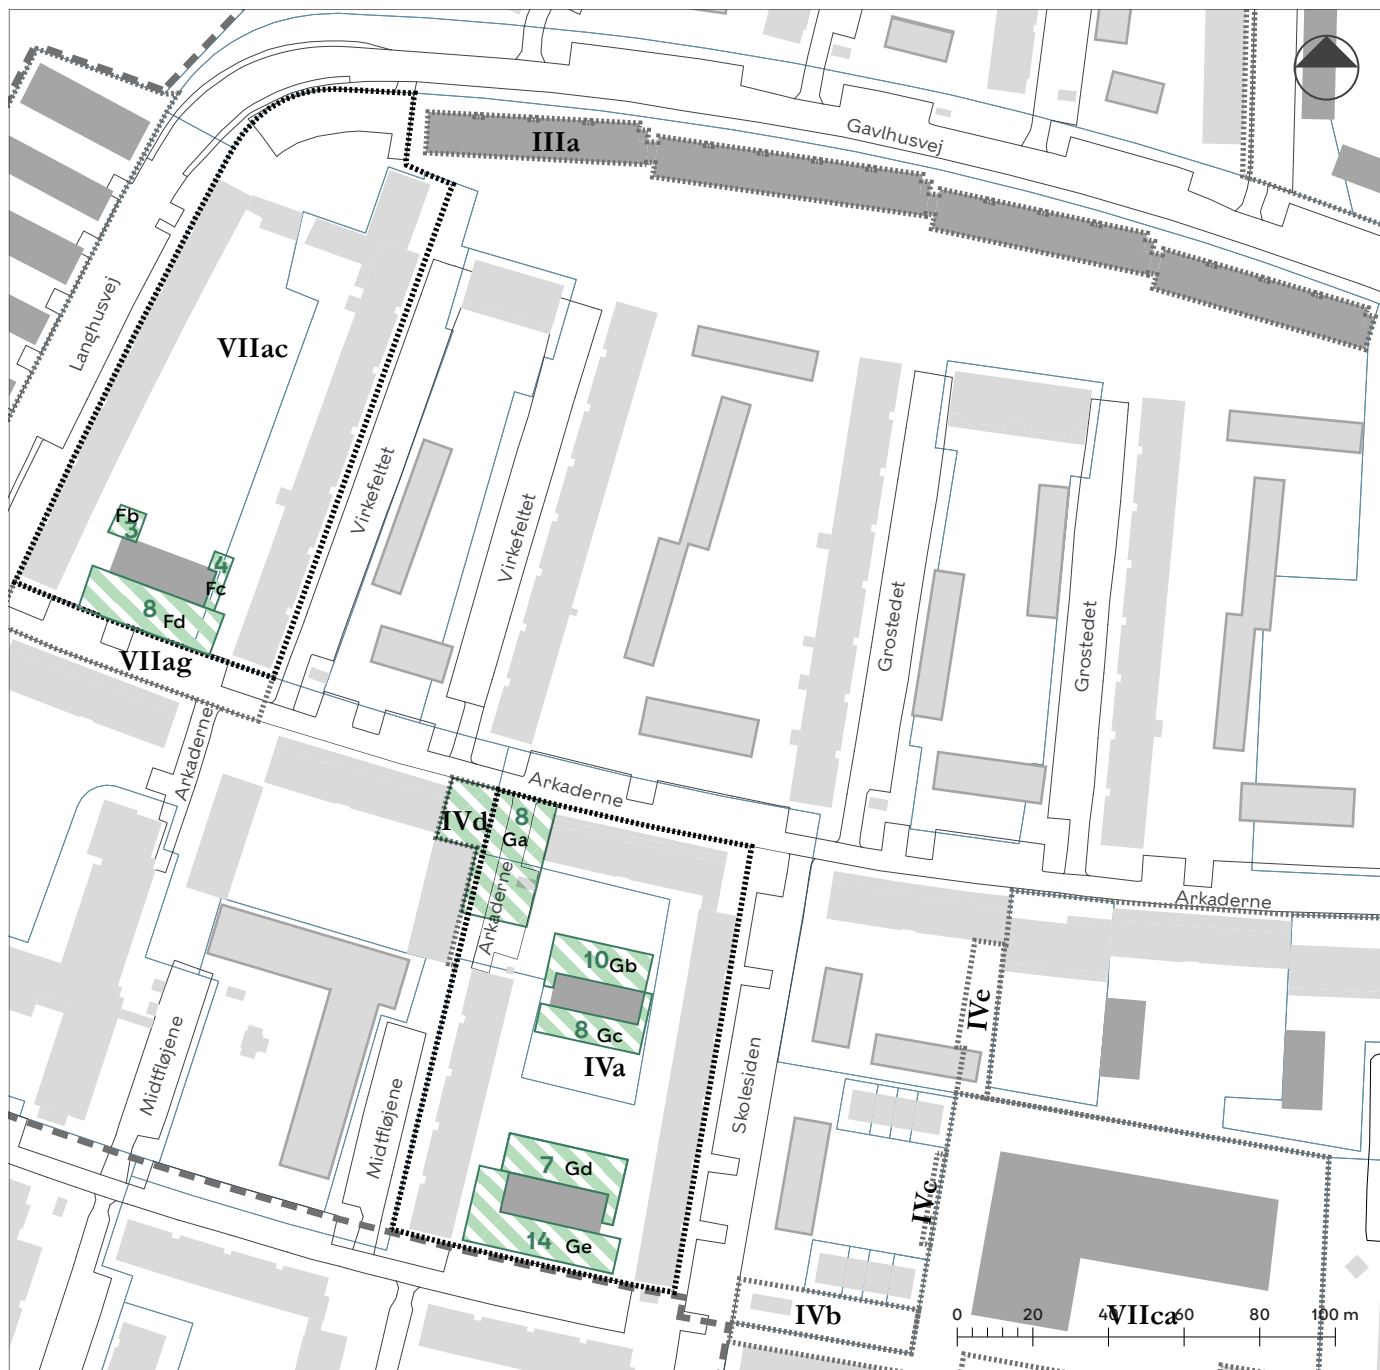 Gavlhusvej
IIIa
Langhusvej
VIIac
Virkefeltet
Virkefeltet
Fb
3
4
Fc
8
Fd
Grostedet
Grostedet
VIIag
Arkaderne
Arkaderne
IVd
8
Ga
Arkaderne
Arkaderne
10
Gb
8
Gc
IVa
IVe
Midtfløjene
Midtfløjene
Skolesiden
7
Gd
IVc
14
Ge
IVb
VIIca
0 20 40 60 80 100 m